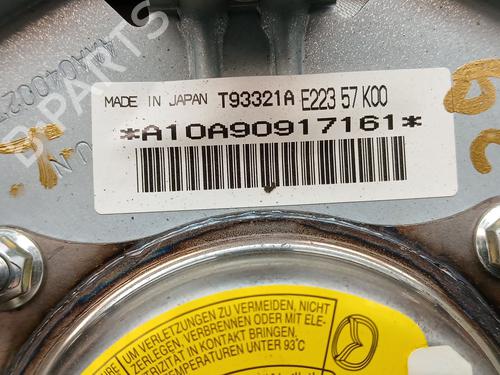 B-PARTS
MADE IN JAPAN T93321A E223 57 K00
*A10A90917161*
UM VERLETZUNGEN ZU VERMEIDEN, NICHT
ZERLEGEN, VERBRENNEN ODER MIT ELE-
IN KONTAKT BRINGEN.
TEMPERATUREN UNTER 93°C